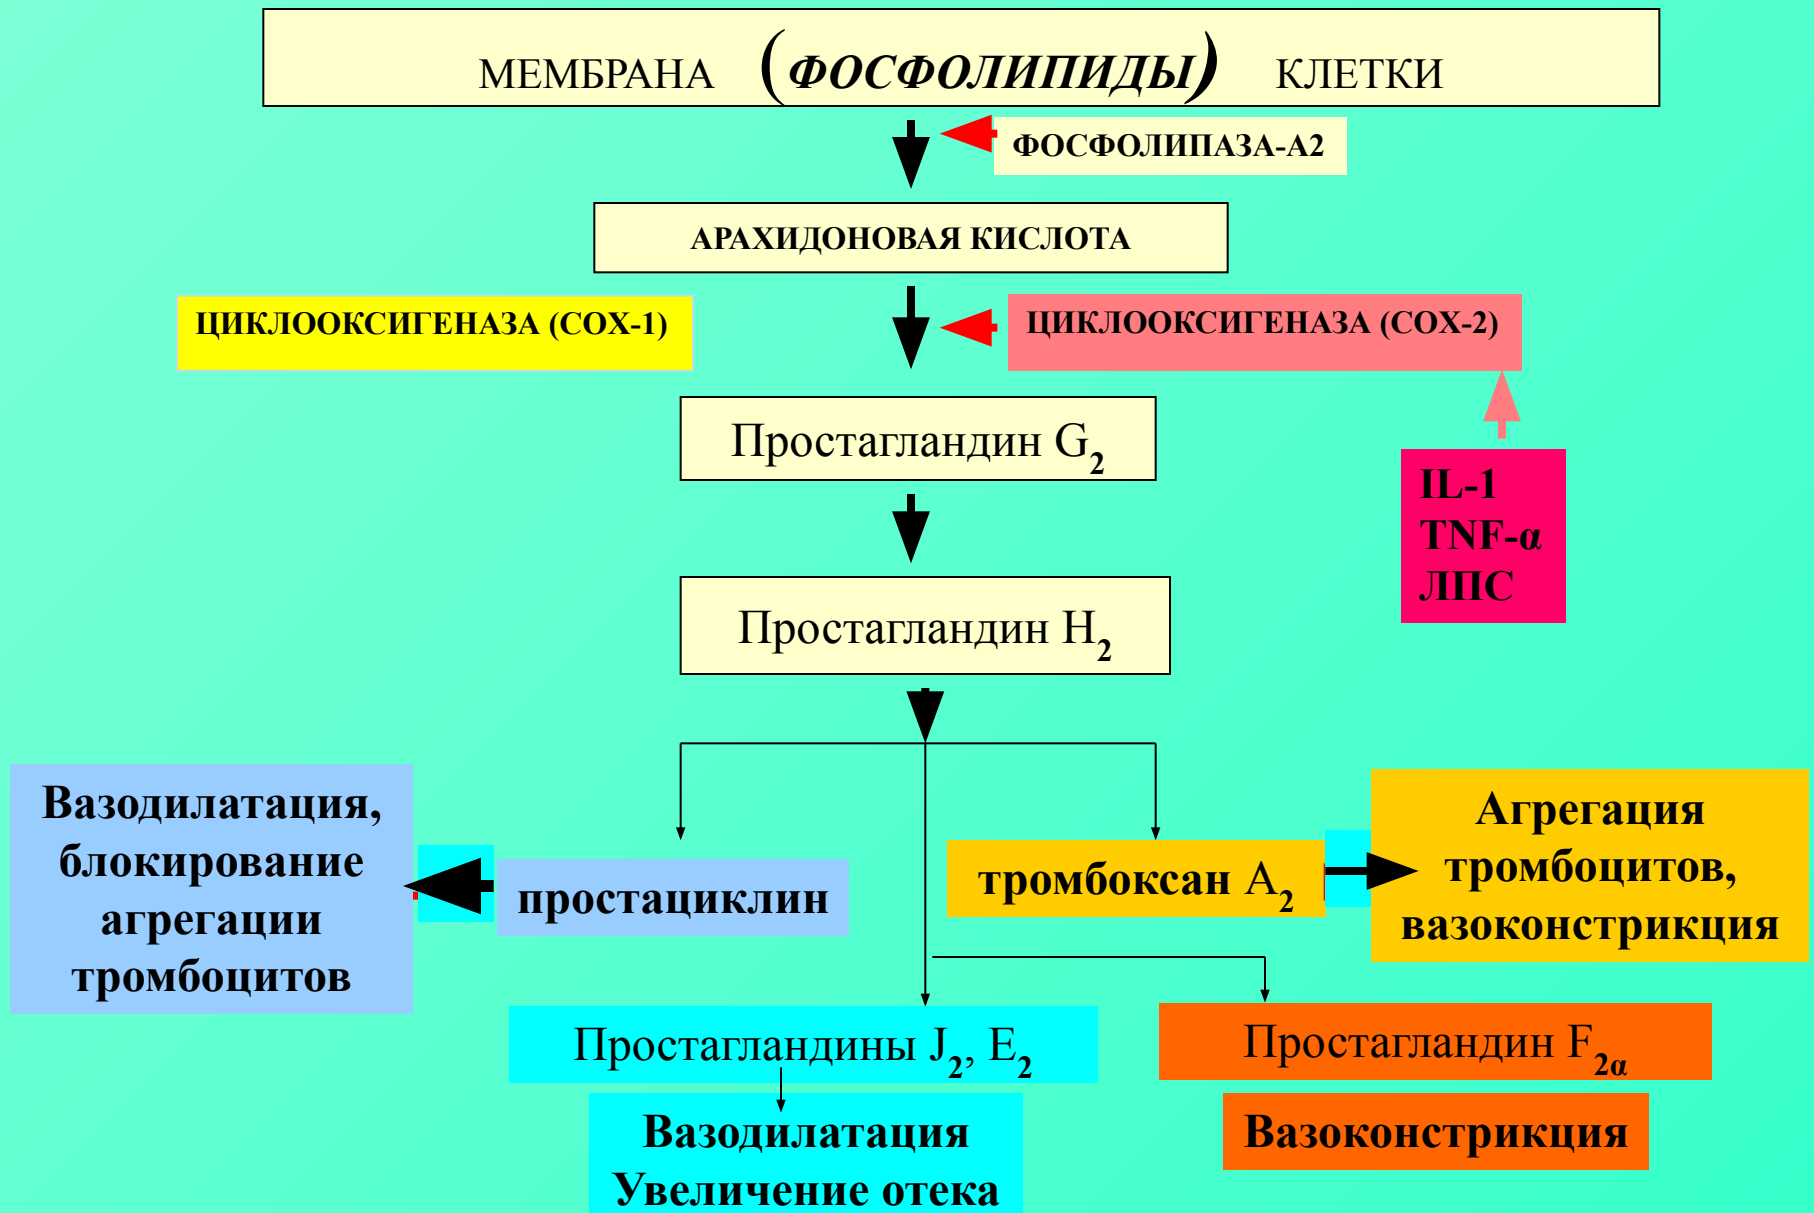 МЕМБРАНА (ФОСФОЛИПИДЫ) КЛЕТКИ
ФОСФОЛИПАЗА-А2
АРАХИДОНОВАЯ КИСЛОТА
ЦИКЛООКСИГЕНАЗА (COX-1)
ЦИКЛООКСИГЕНАЗА (COX-2)
Простагландин G2
IL-1
TNF-α
ЛПС
Простагландин H2
Вазодилатация,
блокирование
агрегации
тромбоцитов
простациклин
тромбоксан A2
Агрегация
тромбоцитов,
вазоконстрикция
Простагландины J2, E2
Простагландин F2α
Вазодилатация
Увеличение отека
Вазоконстрикция